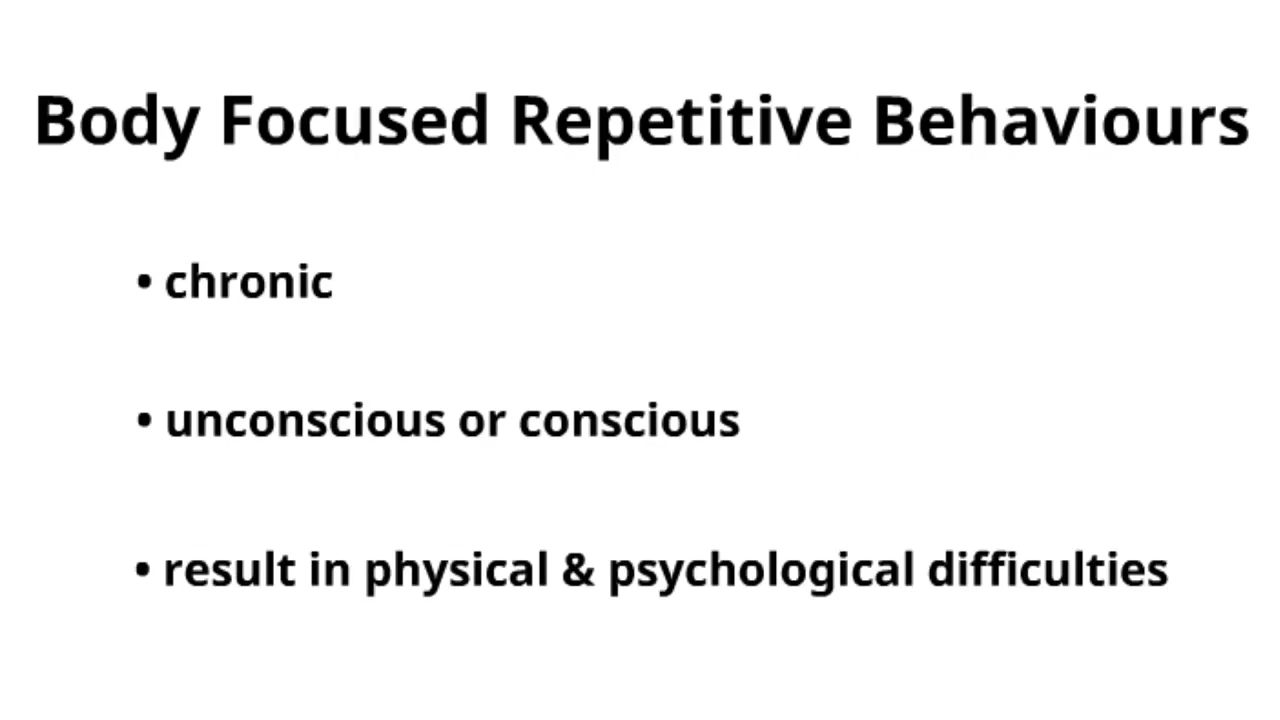 Body Focused Repetitive Behaviours
• chronic
• unconscious or conscious
• result in physical & psychological difficulties